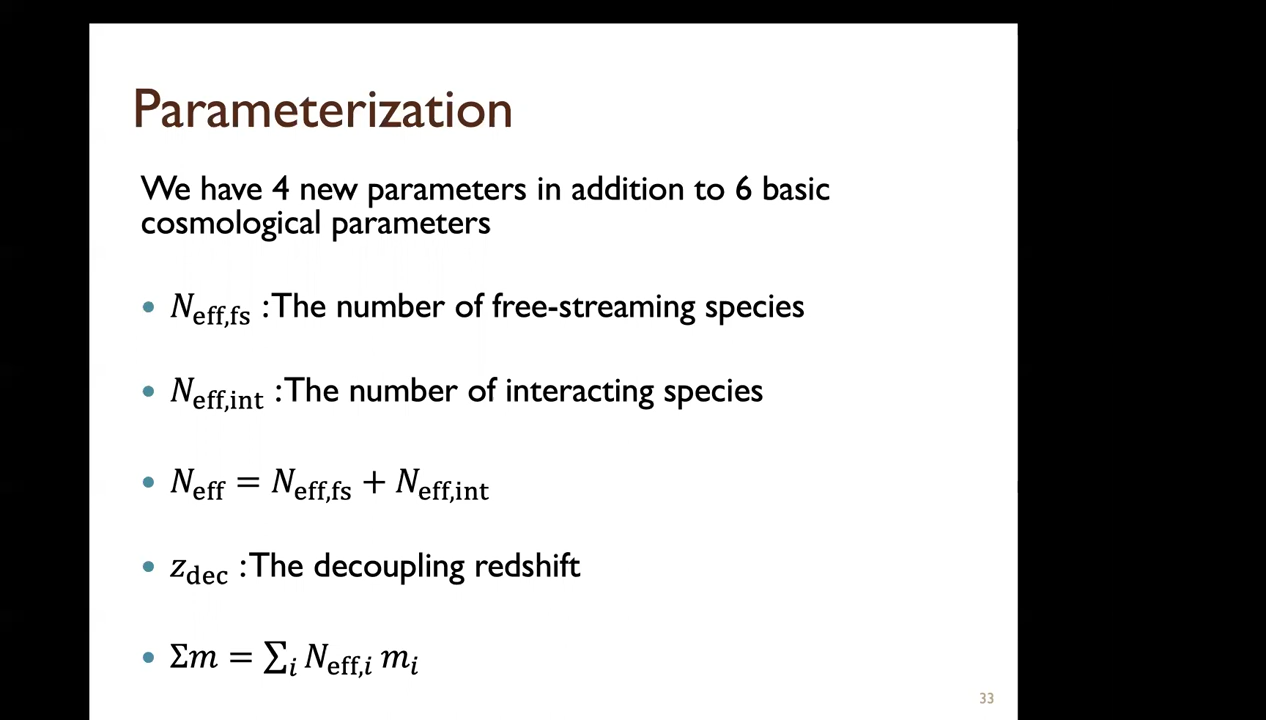 Parameterization
We have 4 new parameters in addition to 6 basic
cosmological parameters
• N_eff,fs : The number of free-streaming species
• N_eff,int : The number of interacting species
• N_eff = N_eff,fs + N_eff,int
• z_dec : The decoupling redshift
• Σm = ∑_i N_eff,i m_i
33